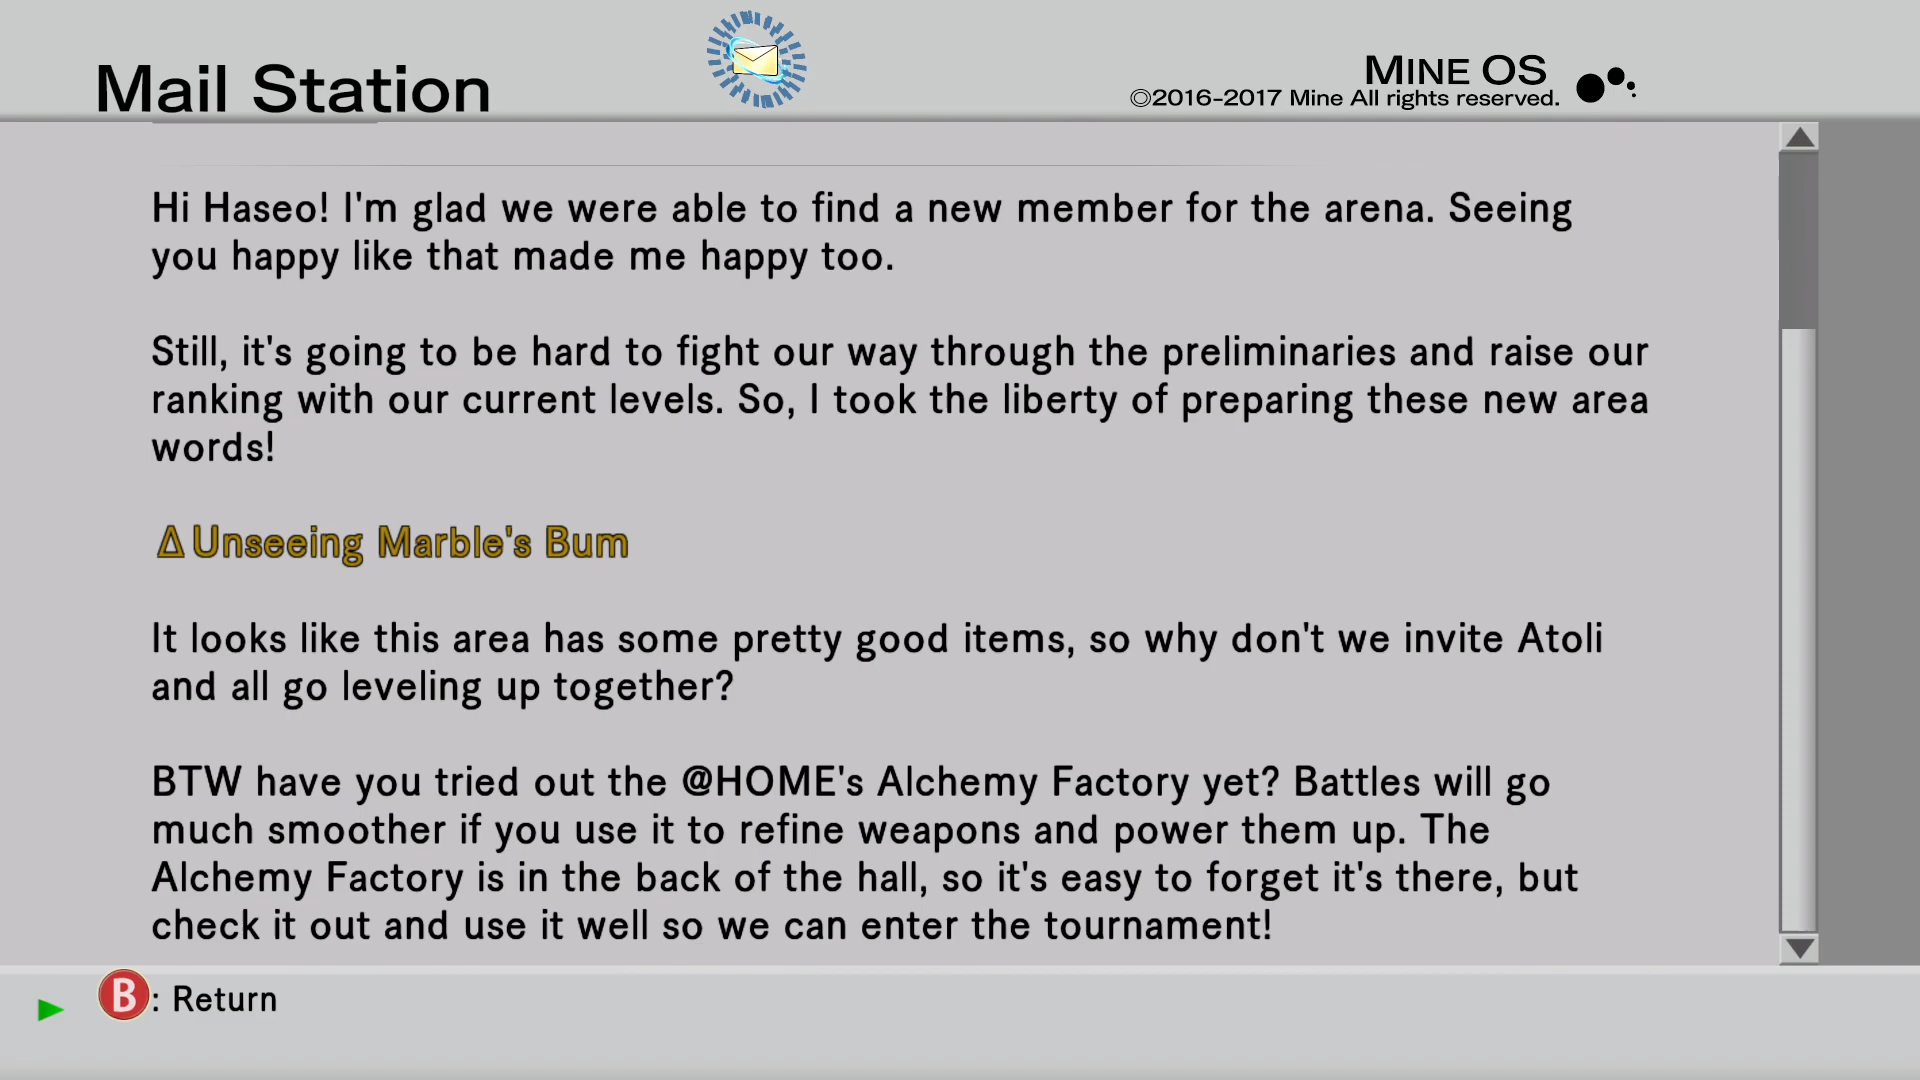 Mail Station
MINE OS
©2016-2017 Mine All rights reserved.
Hi Haseo! I'm glad we were able to find a new member for the arena. Seeing
you happy like that made me happy too.
Still, it's going to be hard to fight our way through the preliminaries and raise our
ranking with our current levels. So, I took the liberty of preparing these new area
words!
Δ Unseeing Marble's Bum
It looks like this area has some pretty good items, so why don't we invite Atoli
and all go leveling up together?
BTW have you tried out the @HOME's Alchemy Factory yet? Battles will go
much smoother if you use it to refine weapons and power them up. The
Alchemy Factory is in the back of the hall, so it's easy to forget it's there, but
check it out and use it well so we can enter the tournament!
B: Return